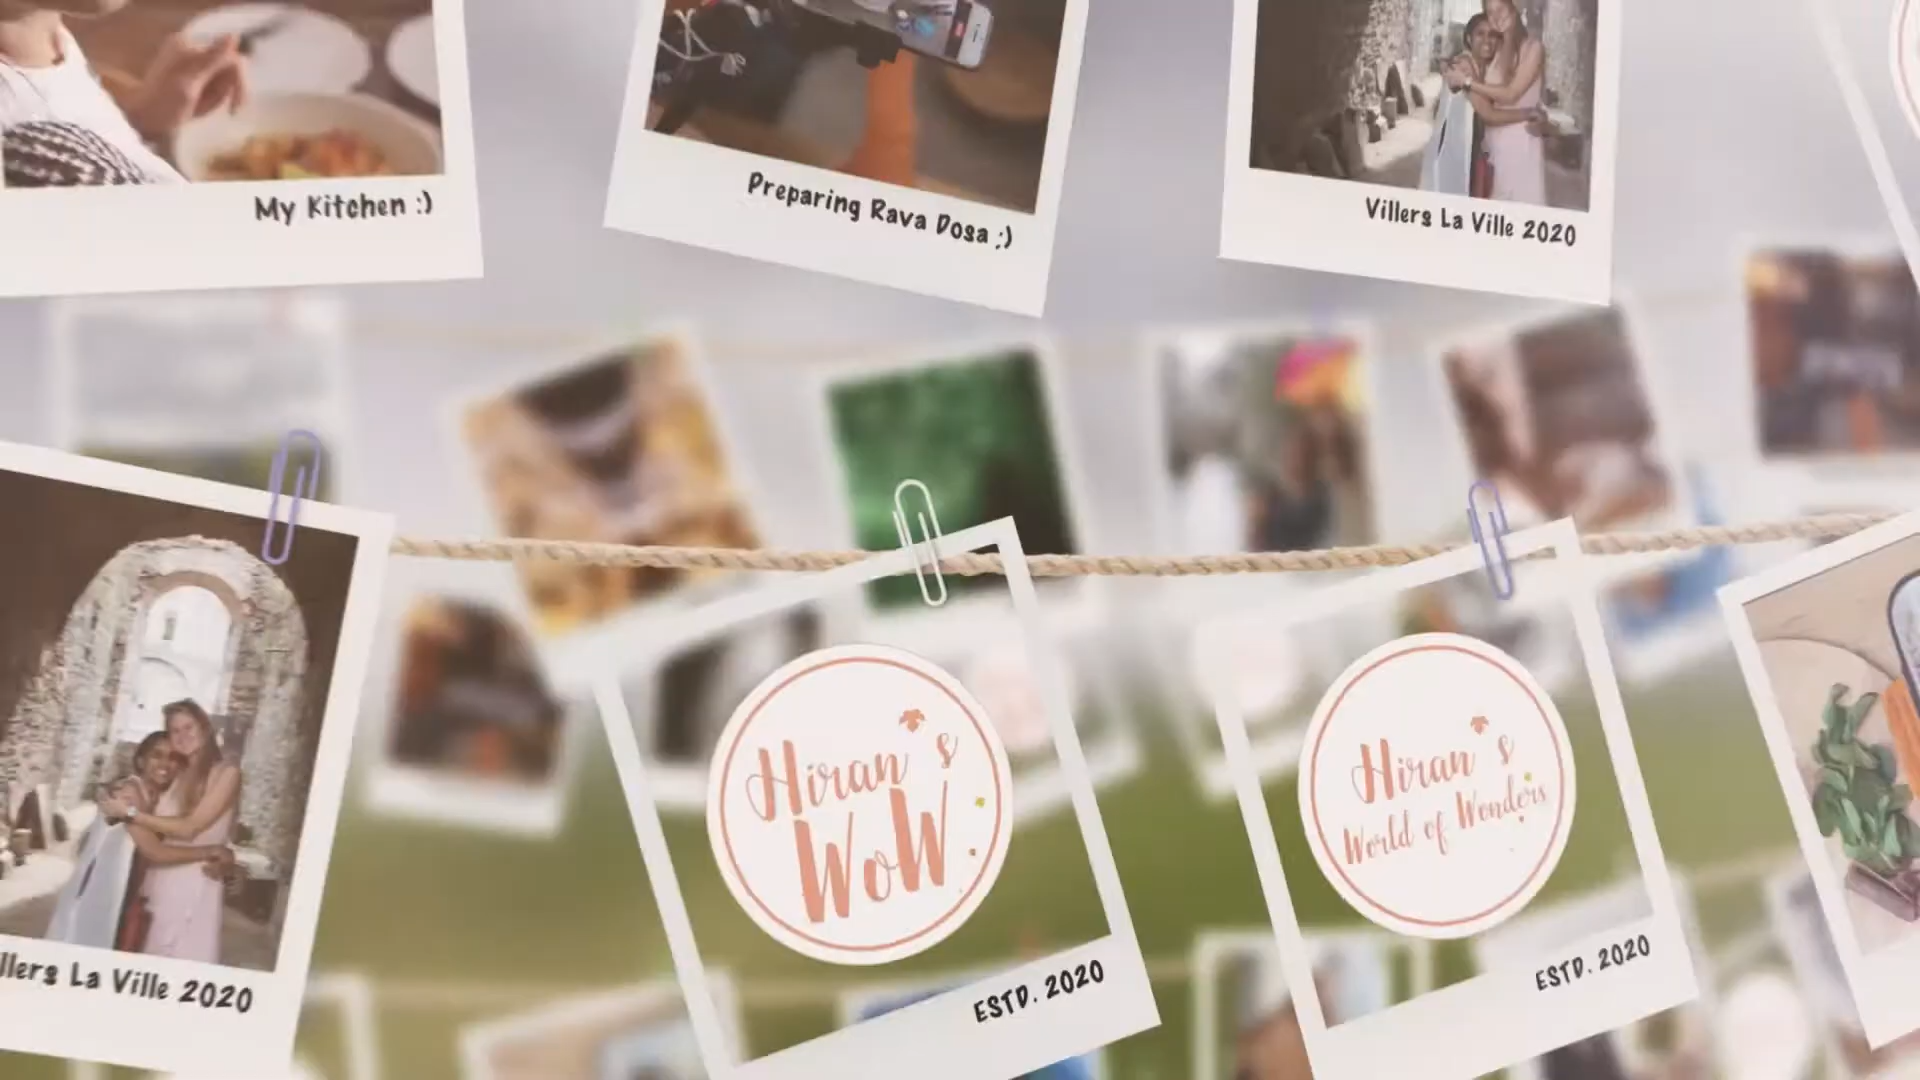 My Kitchen :)
Preparing Rava Dosa :)
Villers La Ville 2020
llers La Ville 2020
Hiran's
WoW
ESTD. 2020
Hiran's
World of Wonders
ESTD. 2020